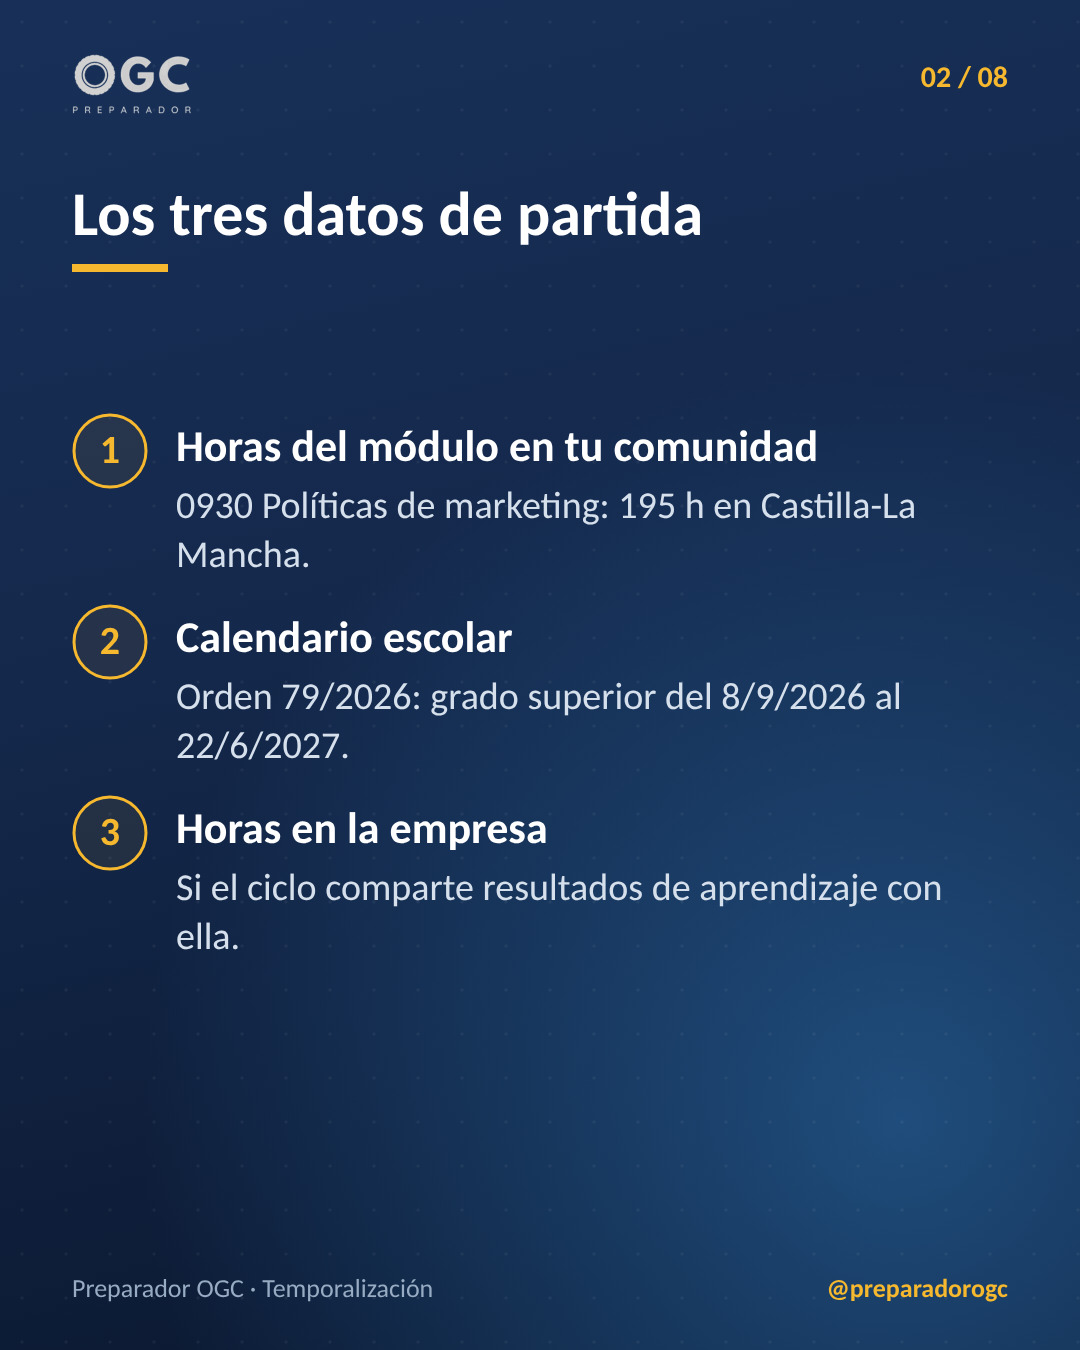 OGC
PREPARADOR
02 / 08
Los tres datos de partida
1
Horas del módulo en tu comunidad
0930 Políticas de marketing: 195 h en Castilla-La
Mancha.
2
Calendario escolar
Orden 79/2026: grado superior del 8/9/2026 al
22/6/2027.
3
Horas en la empresa
Si el ciclo comparte resultados de aprendizaje con
ella.
Preparador OGC · Temporalización
@preparadorogc